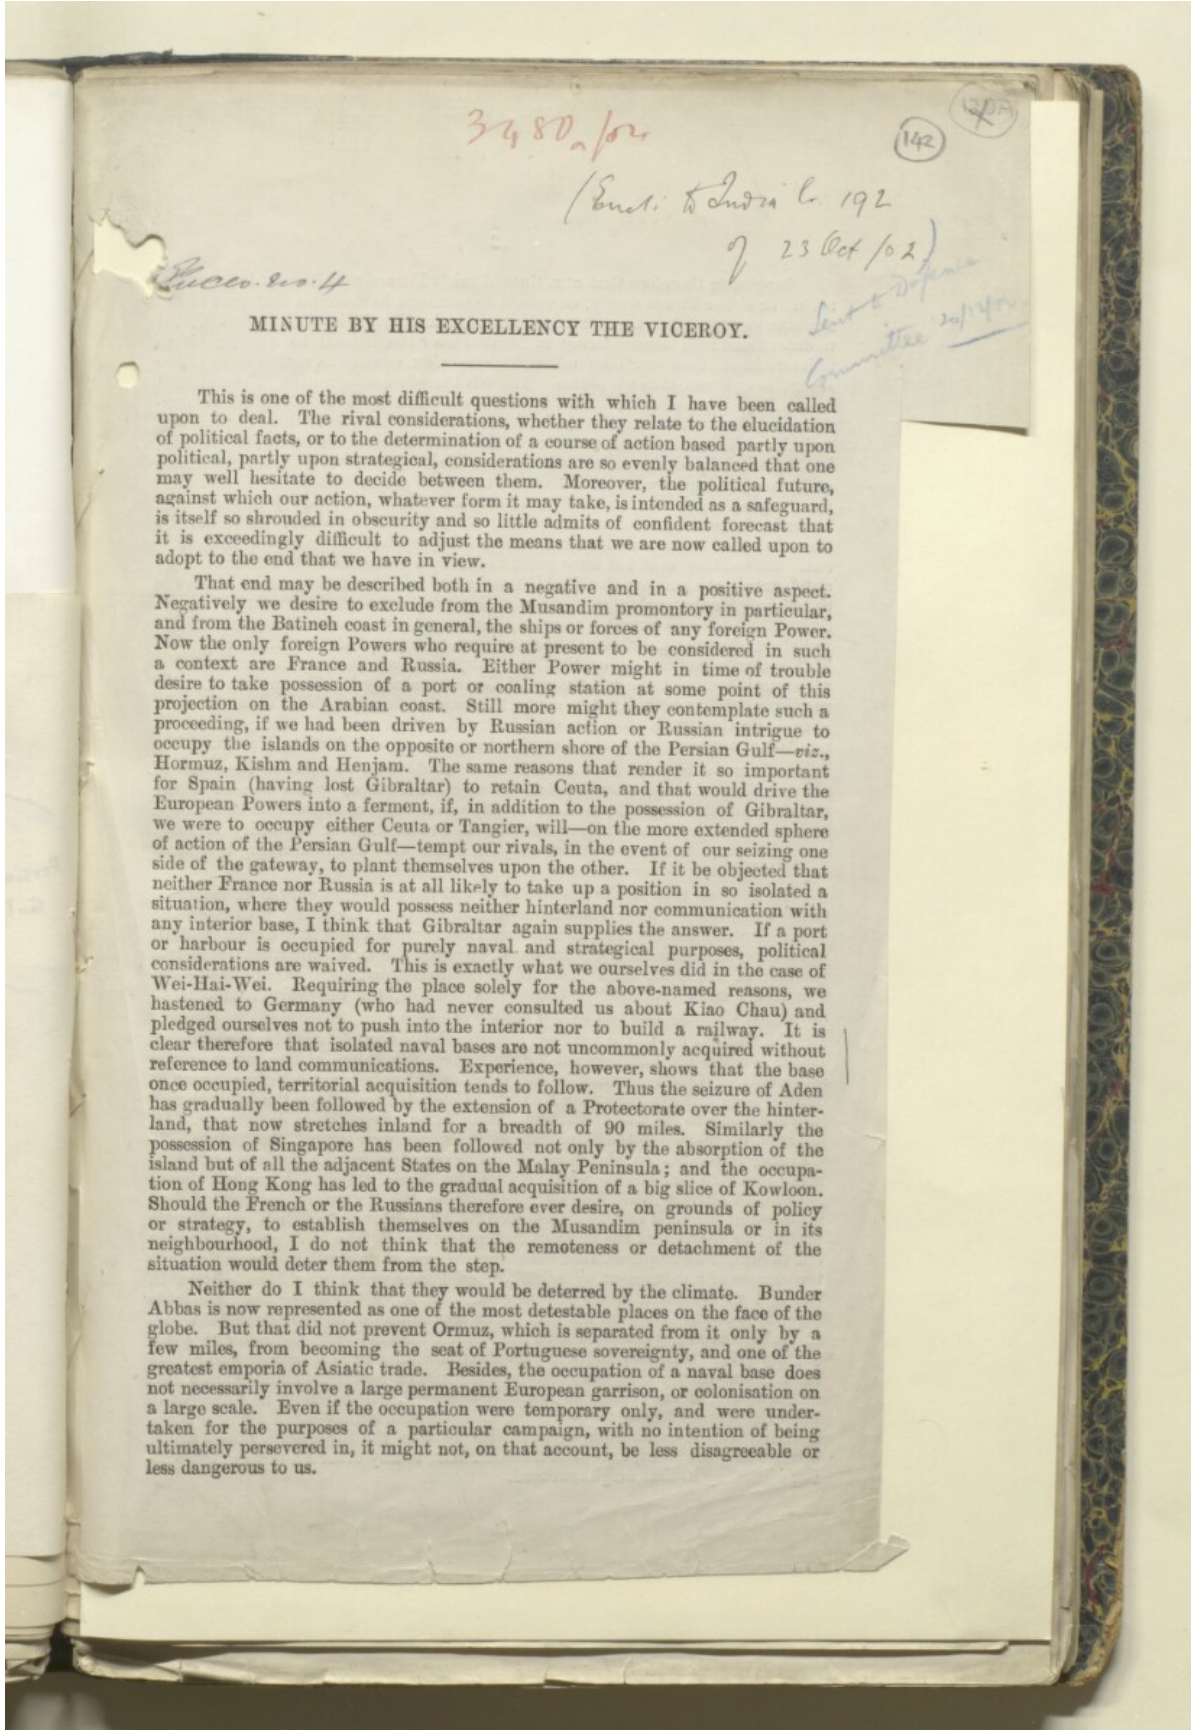 142
(Encl. to India Lr. 192
of 23 Oct /02)
Sent to Defence
Committee 20/12/02
no. 4
MINUTE BY HIS EXCELLENCY THE VICEROY.
This is one of the most difficult questions with which I have been called
upon to deal. The rival considerations, whether they relate to the elucidation
of political facts, or to the determination of a course of action based partly upon
political, partly upon strategical, considerations are so evenly balanced that one
may well hesitate to decide between them. Moreover, the political future,
against which our action, whatever form it may take, is intended as a safeguard,
is itself so shrouded in obscurity and so little admits of confident forecast that
it is exceedingly difficult to adjust the means that we are now called upon to
adopt to the end that we have in view.
That end may be described both in a negative and in a positive aspect.
Negatively we desire to exclude from the Musandim promontory in particular,
and from the Batineh coast in general, the ships or forces of any foreign Power.
Now the only foreign Powers who require at present to be considered in such
a context are France and Russia. Either Power might in time of trouble
desire to take possession of a port or coaling station at some point of this
projection on the Arabian coast. Still more might they contemplate such a
proceeding, if we had been driven by Russian action or Russian intrigue to
occupy the islands on the opposite or northern shore of the Persian Gulf—viz.,
Hormuz, Kishm and Henjam. The same reasons that render it so important
for Spain (having lost Gibraltar) to retain Ceuta, and that would drive the
European Powers into a ferment, if, in addition to the possession of Gibraltar,
we were to occupy either Ceuta or Tangier, will—on the more extended sphere
of action of the Persian Gulf—tempt our rivals, in the event of our seizing one
side of the gateway, to plant themselves upon the other. If it be objected that
neither France nor Russia is at all likely to take up a position in so isolated a
situation, where they would possess neither hinterland nor communication with
any interior base, I think that Gibraltar again supplies the answer. If a port
or harbour is occupied for purely naval and strategical purposes, political
considerations are waived. This is exactly what we ourselves did in the case of
Wei-Hai-Wei. Requiring the place solely for the above-named reasons, we
hastened to Germany (who had never consulted us about Kiao Chau) and
pledged ourselves not to push into the interior nor to build a railway. It is
clear therefore that isolated naval bases are not uncommonly acquired without
reference to land communications. Experience, however, shows that the base
once occupied, territorial acquisition tends to follow. Thus the seizure of Aden
has gradually been followed by the extension of a Protectorate over the hinter-
land, that now stretches inland for a breadth of 90 miles. Similarly the
possession of Singapore has been followed not only by the absorption of the
island but of all the adjacent States on the Malay Peninsula; and the occupa-
tion of Hong Kong has led to the gradual acquisition of a big slice of Kowloon.
Should the French or the Russians therefore ever desire, on grounds of policy
or strategy, to establish themselves on the Musandim peninsula or in its
neighbourhood, I do not think that the remoteness or detachment of the
situation would deter them from the step.
Neither do I think that they would be deterred by the climate. Bunder
Abbas is now represented as one of the most detestable places on the face of the
globe. But that did not prevent Ormuz, which is separated from it only by a
few miles, from becoming the seat of Portuguese sovereignty, and one of the
greatest emporia of Asiatic trade. Besides, the occupation of a naval base does
not necessarily involve a large permanent European garrison, or colonisation on
a large scale. Even if the occupation were temporary only, and were under-
taken for the purposes of a particular campaign, with no intention of being
ultimately persevered in, it might not, on that account, be less disagreeable or
less dangerous to us.